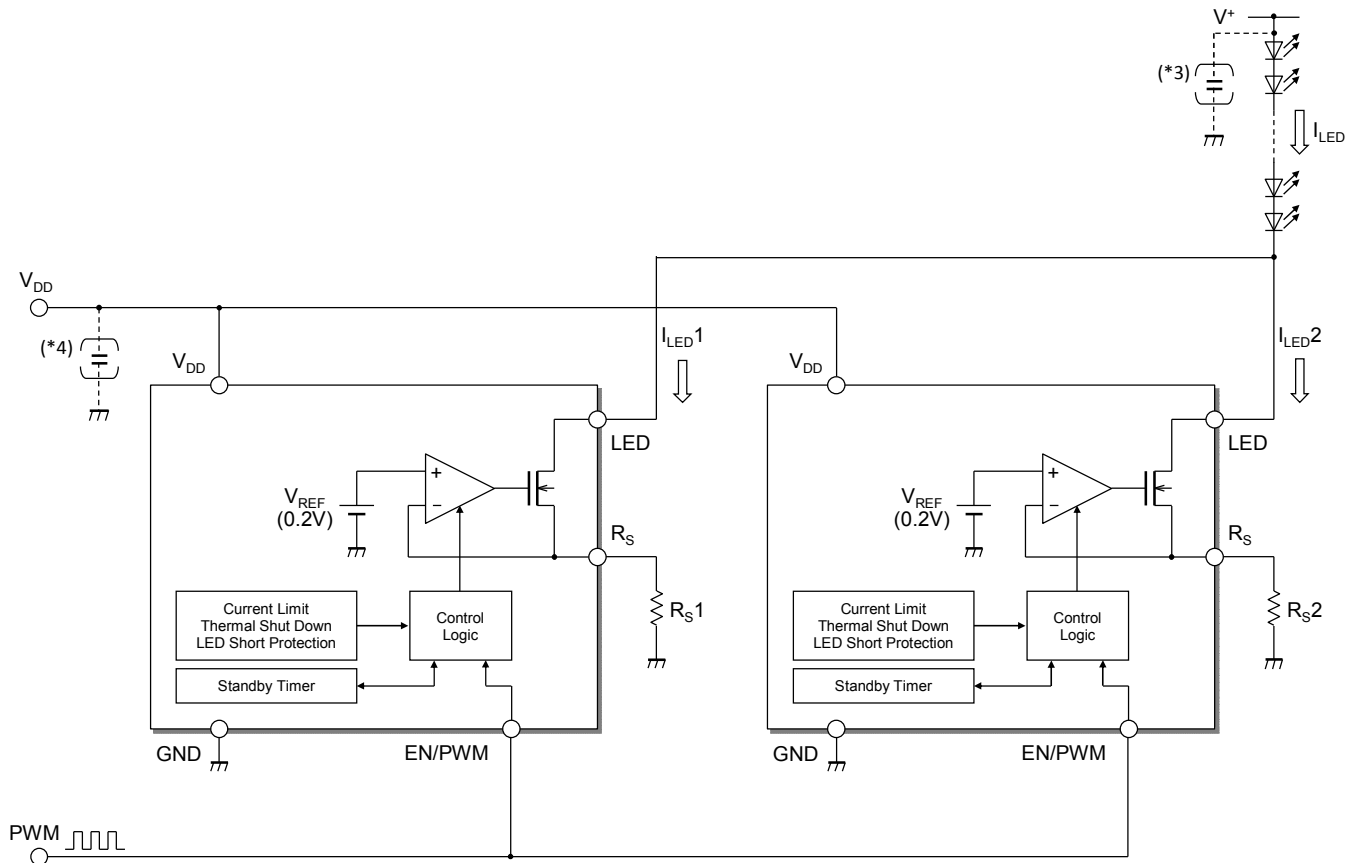 V+
(*3)
ILED
VDD
(*4)
ILED1
ILED2
VDD
VDD
LED
LED
+
−
VREF
(0.2V)
+
−
VREF
(0.2V)
RS
RS
Current Limit
Thermal Shut Down
LED Short Protection
Control
Logic
RS1
Current Limit
Thermal Shut Down
LED Short Protection
Control
Logic
RS2
Standby Timer
Standby Timer
GND
EN/PWM
GND
EN/PWM
PWM